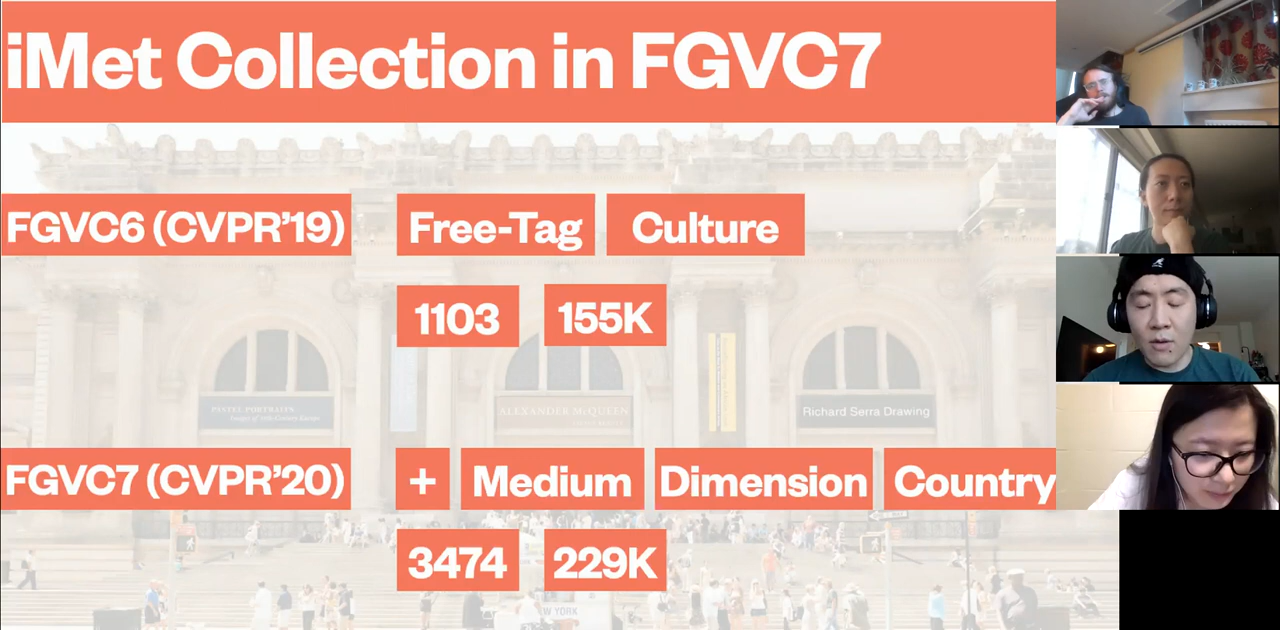 iMet Collection in FGVC7
FGVC6 (CVPR'19)
Free-Tag
Culture
1103
155K
PASTEL PORTRAITS
ALEXANDER McQUEEN
Richard Serra Drawing
FGVC7 (CVPR'20)
+
Medium
Dimension
Country
3474
229K
YORK